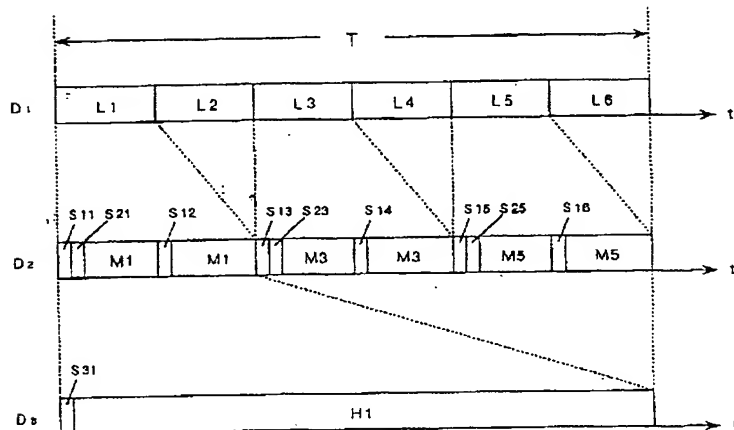 T
D1 L1 L2 L3 L4 L5 L6 t
S11 S21 S12 S13 S23 S14 S15 S25 S16
D2 M1 M1 M3 M3 M5 M5 t
S31
D3 H1